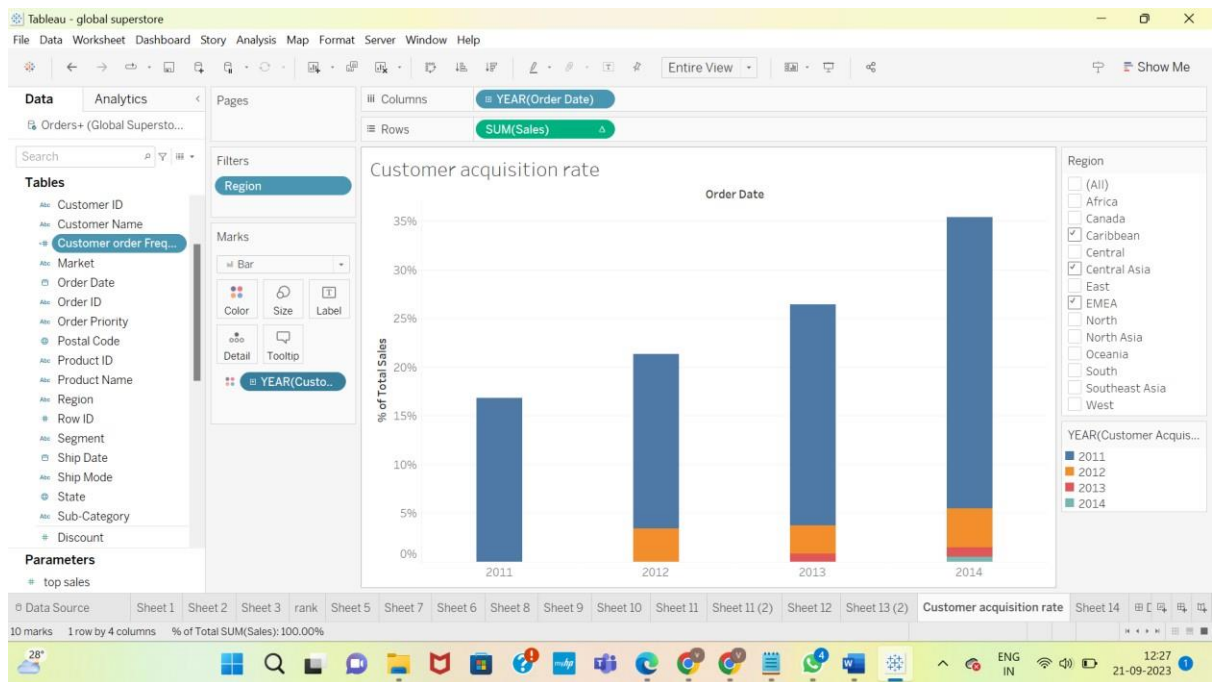 Tableau - global superstore
File Data Worksheet Dashboard Story Analysis Map Format Server Window Help
Entire View
Show Me
Data Analytics
Pages
Columns YEAR(Order Date)
Orders+ (Global Supersto...
Rows SUM(Sales)
Search
Filters
Region
Tables
Customer ID
Customer Name
Customer order Freq...
Market
Order Date
Order ID
Order Priority
Postal Code
Product ID
Product Name
Region
Row ID
Segment
Ship Date
Ship Mode
State
Sub-Category
Discount
Parameters
top sales
Marks
Bar
Color Size Label
Detail Tooltip
YEAR(Custo..
Customer acquisition rate
Order Date
% of Total Sales
35%
30%
25%
20%
15%
10%
5%
0%
2011 2012 2013 2014
Region
(All)
Africa
Canada
Caribbean
Central
Central Asia
East
EMEA
North
North Asia
Oceania
South
Southeast Asia
West
YEAR(Customer Acquis...
2011
2012
2013
2014
Data Source Sheet 1 Sheet 2 Sheet 3 rank Sheet 5 Sheet 7 Sheet 6 Sheet 8 Sheet 9 Sheet 10 Sheet 11 Sheet 11 (2) Sheet 12 Sheet 13 (2) Customer acquisition rate Sheet 14
10 marks 1 row by 4 columns % of Total SUM(Sales): 100.00%
28°
ENG
IN
12:27
21-09-2023